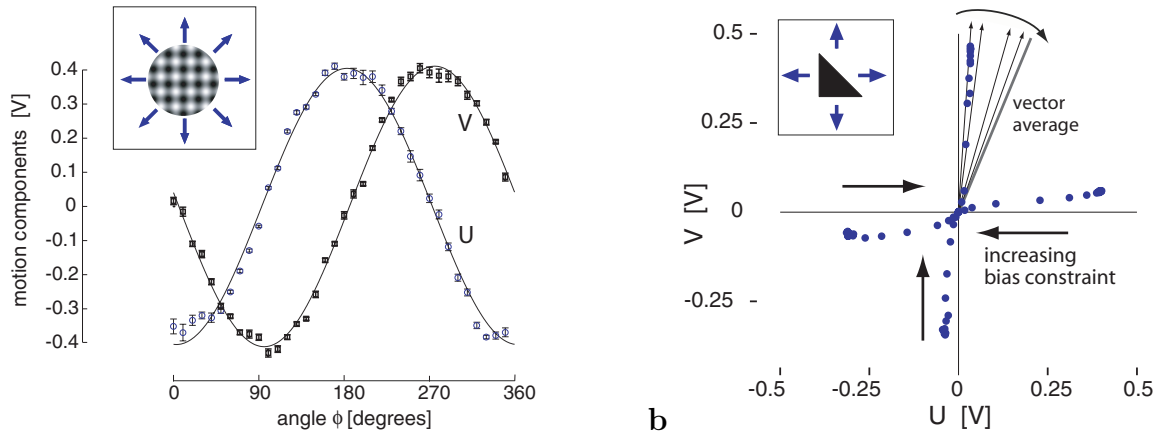 motion components [V]
0.4
0.3
0.2
0.1
0
-0.1
-0.2
-0.3
-0.4
V
U
0
90
180
270
360
angle ϕ [degrees]
b
0.5
0.25
0
-0.25
V [V]
vector
average
increasing
bias constraint
-0.5
-0.25
0
0.25
0.5
U [V]